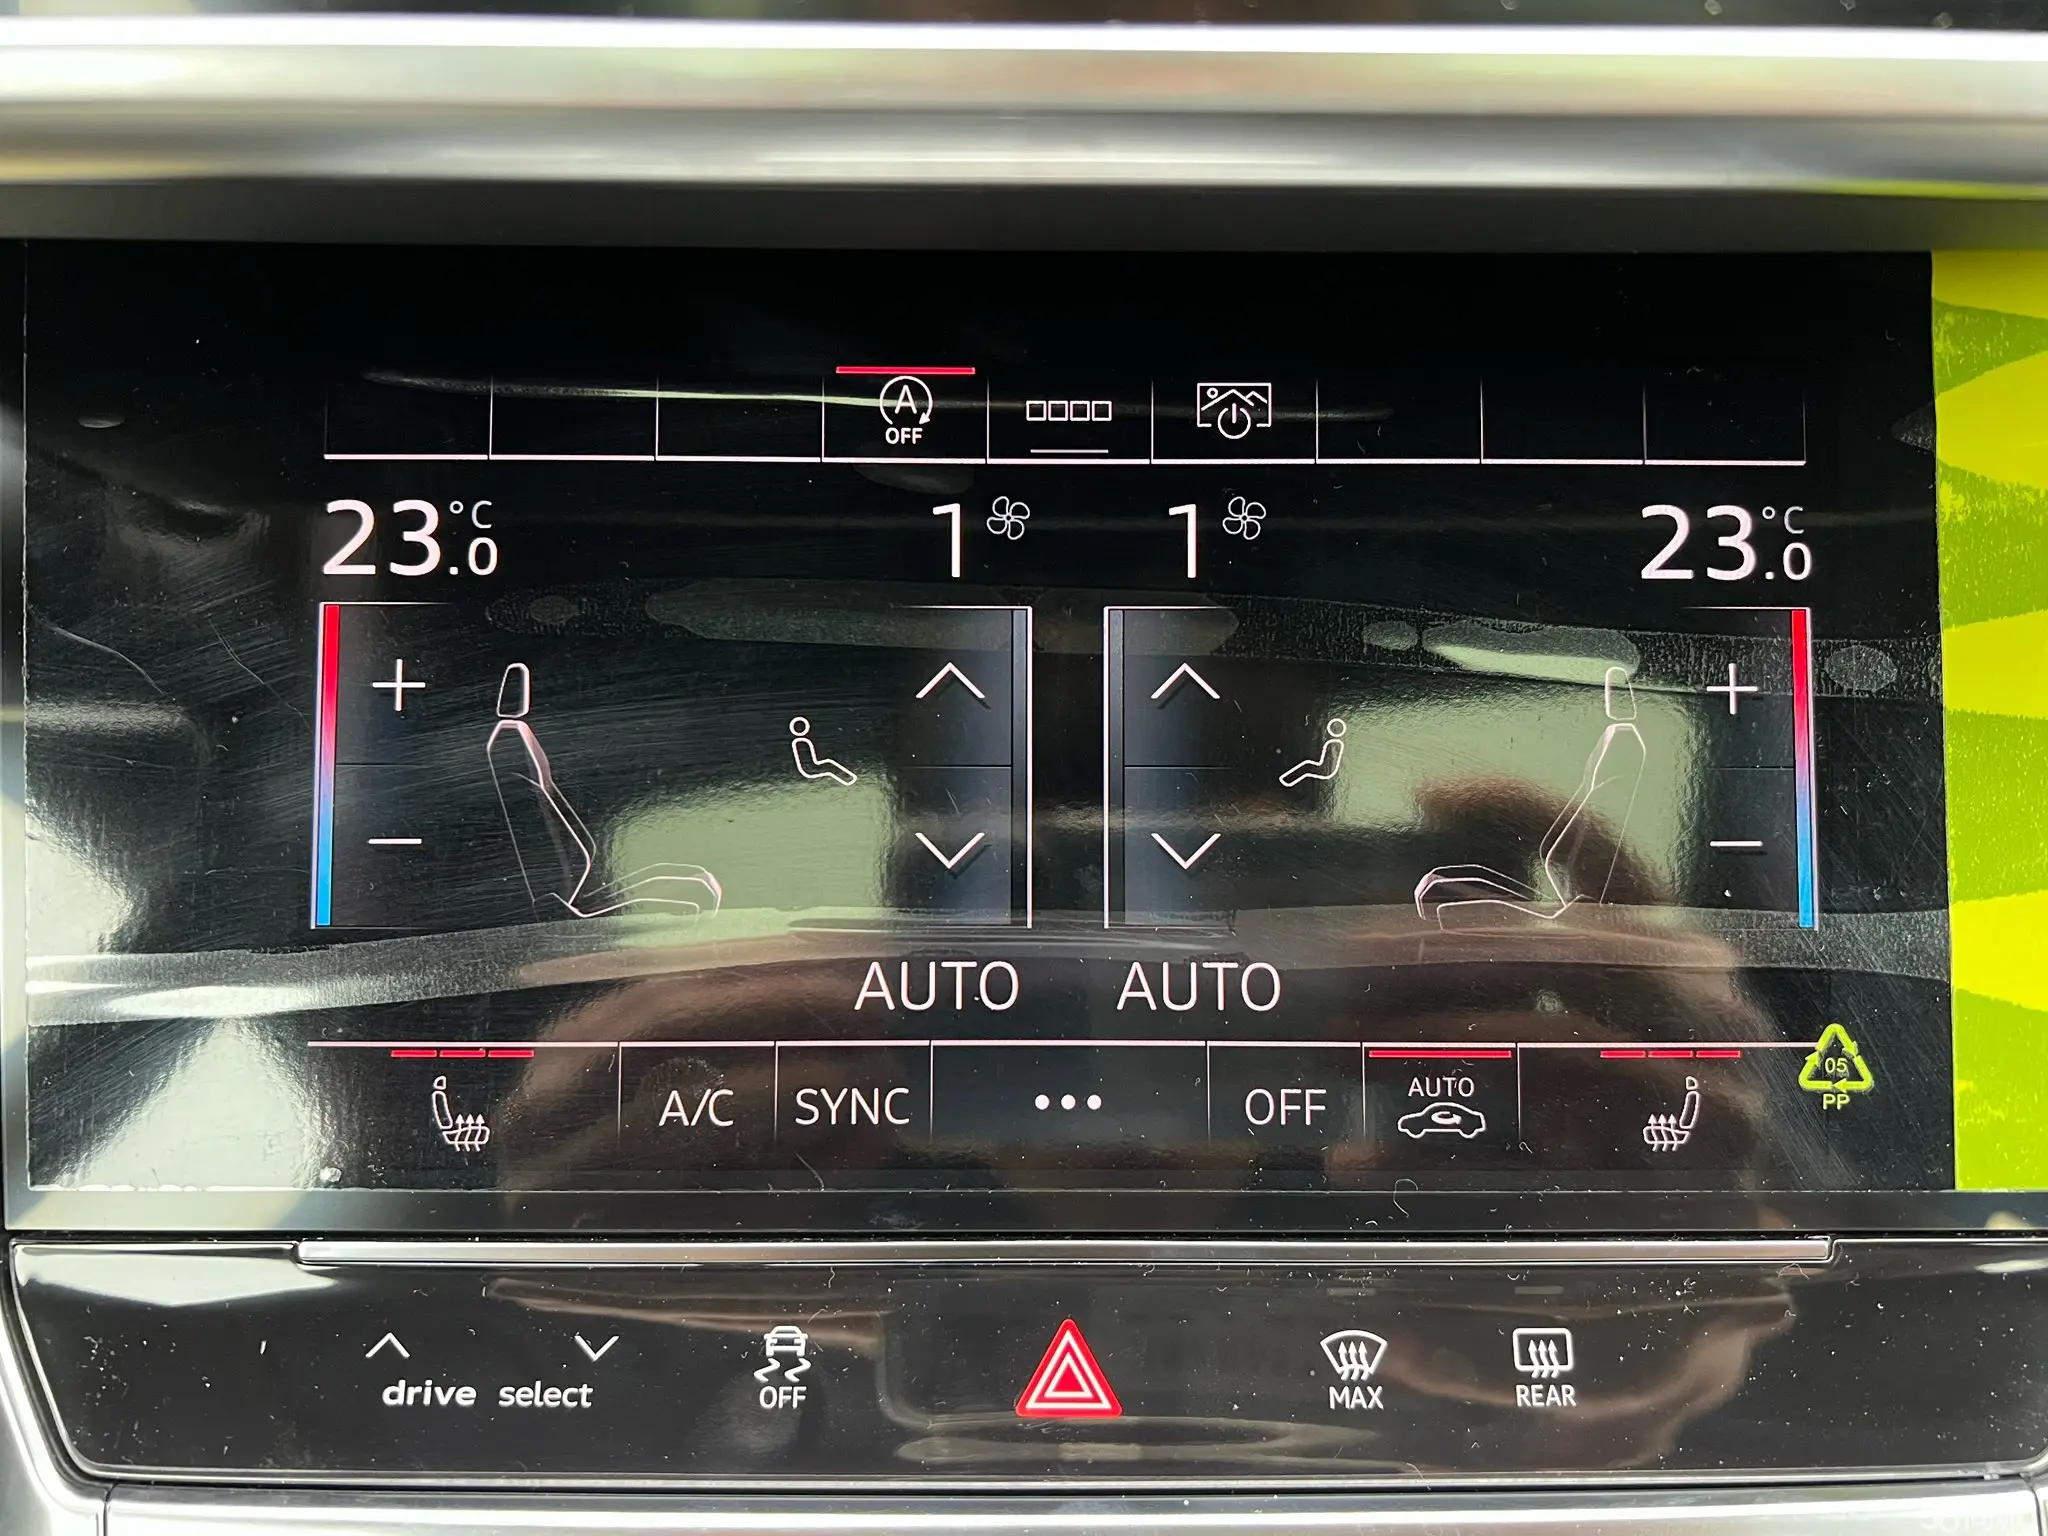 A
OFF
23.0 °C 1 1 23.0 °C
AUTO AUTO
A/C SYNC ... OFF AUTO
05
PP
drive select OFF MAX REAR